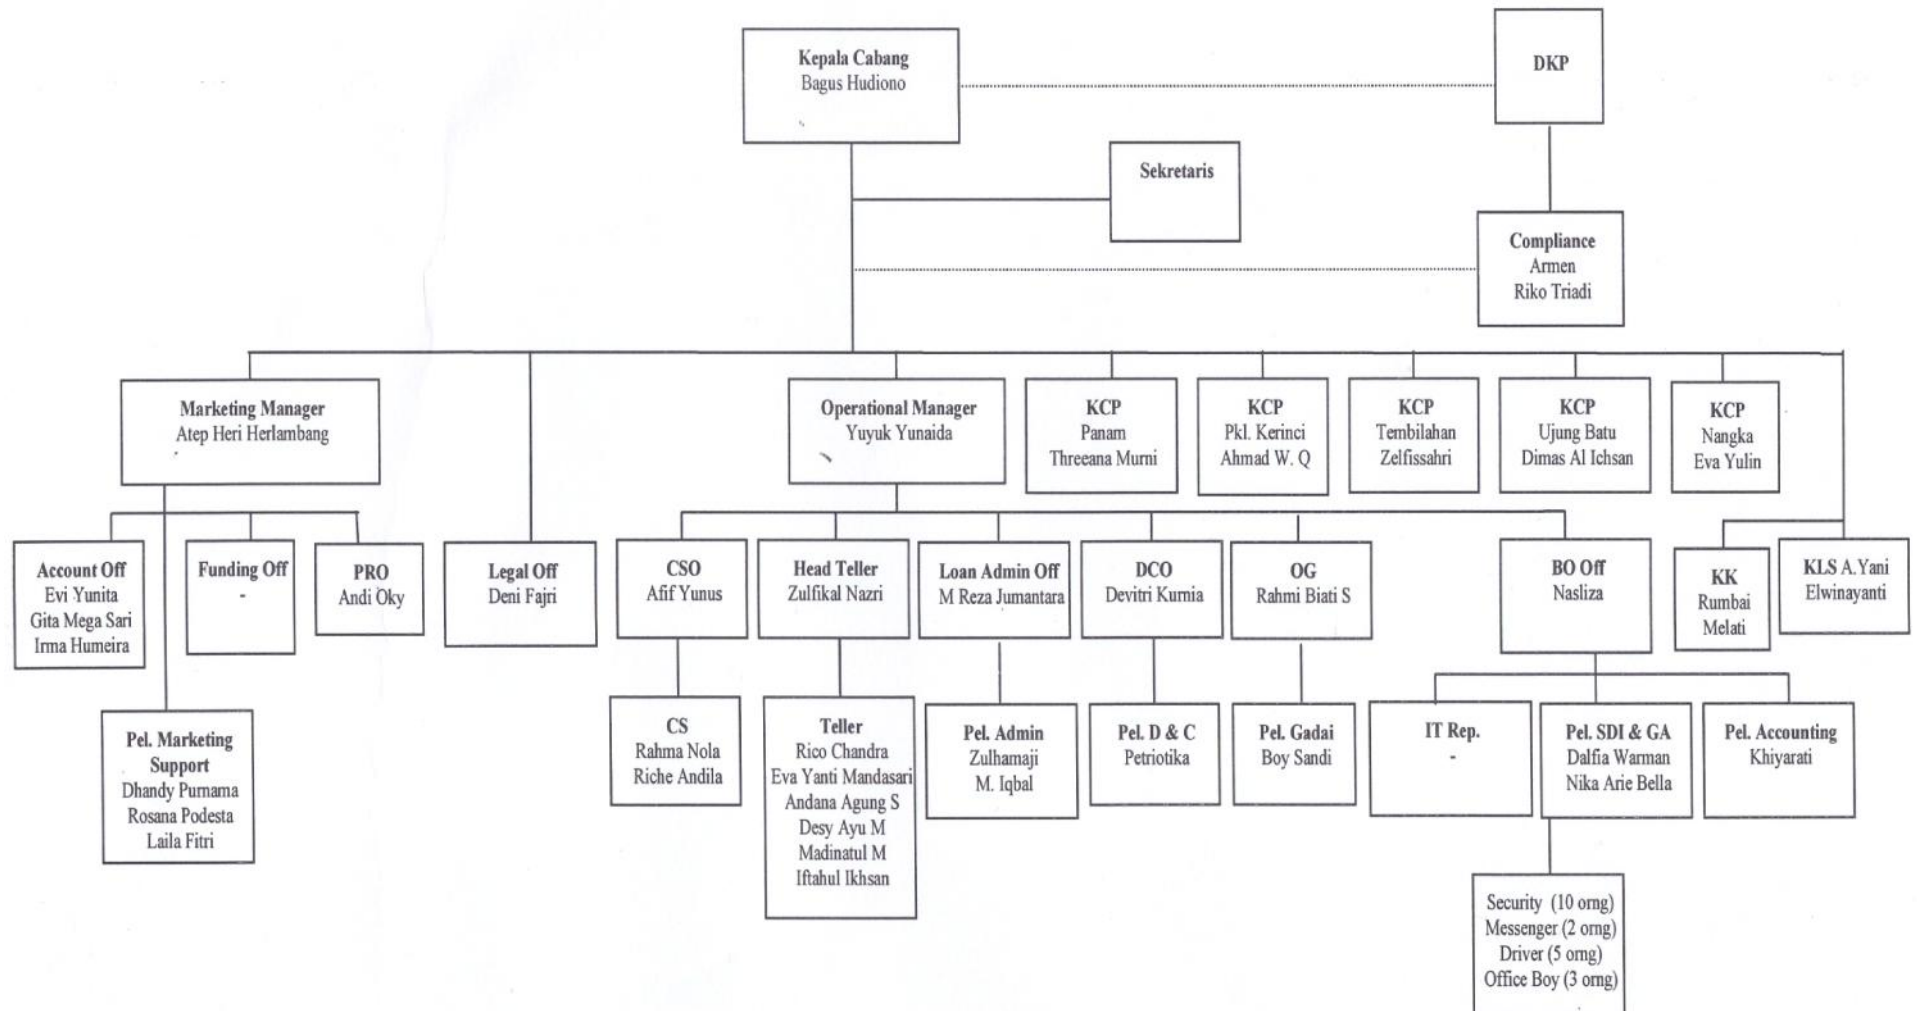 Kepala Cabang
Bagus Hudiono
DKP
Sekretaris
Compliance
Armen
Riko Triadi
Marketing Manager
Atep Heri Herlambang
Operational Manager
Yuyuk Yunaida
KCP
Panam
Threeana Murni
KCP
Pkl. Kerinci
Ahmad W. Q
KCP
Tembilahan
Zelfissahri
KCP
Ujung Batu
Dimas Al Ichsan
KCP
Nangka
Eva Yulin
Account Off
Evi Yunita
Gita Mega Sari
Irma Humeira
Funding Off
-
PRO
Andi Oky
Legal Off
Deni Fajri
CSO
Afif Yunus
Head Teller
Zulfikal Nazri
Loan Admin Off
M Reza Jumantara
DCO
Devitri Kurnia
OG
Rahmi Biati S
BO Off
Nasliza
KK
Rumbai
Melati
KLS A.Yani
Elwinayanti
Pel. Marketing
Support
Dhandy Purnama
Rosana Podesta
Laila Fitri
CS
Rahma Nola
Riche Andila
Teller
Rico Chandra
Eva Yanti Mandasari
Andana Agung S
Desy Ayu M
Madinatul M
Iftahul Ikhsan
Pel. Admin
Zulhamaji
M. Iqbal
Pel. D & C
Petriotika
Pel. Gadai
Boy Sandi
IT Rep.
-
Pel. SDI & GA
Dalfia Warman
Nika Arie Bella
Pel. Accounting
Khiyarati
Security (10 orng)
Messenger (2 orng)
Driver (5 orng)
Office Boy (3 orng)